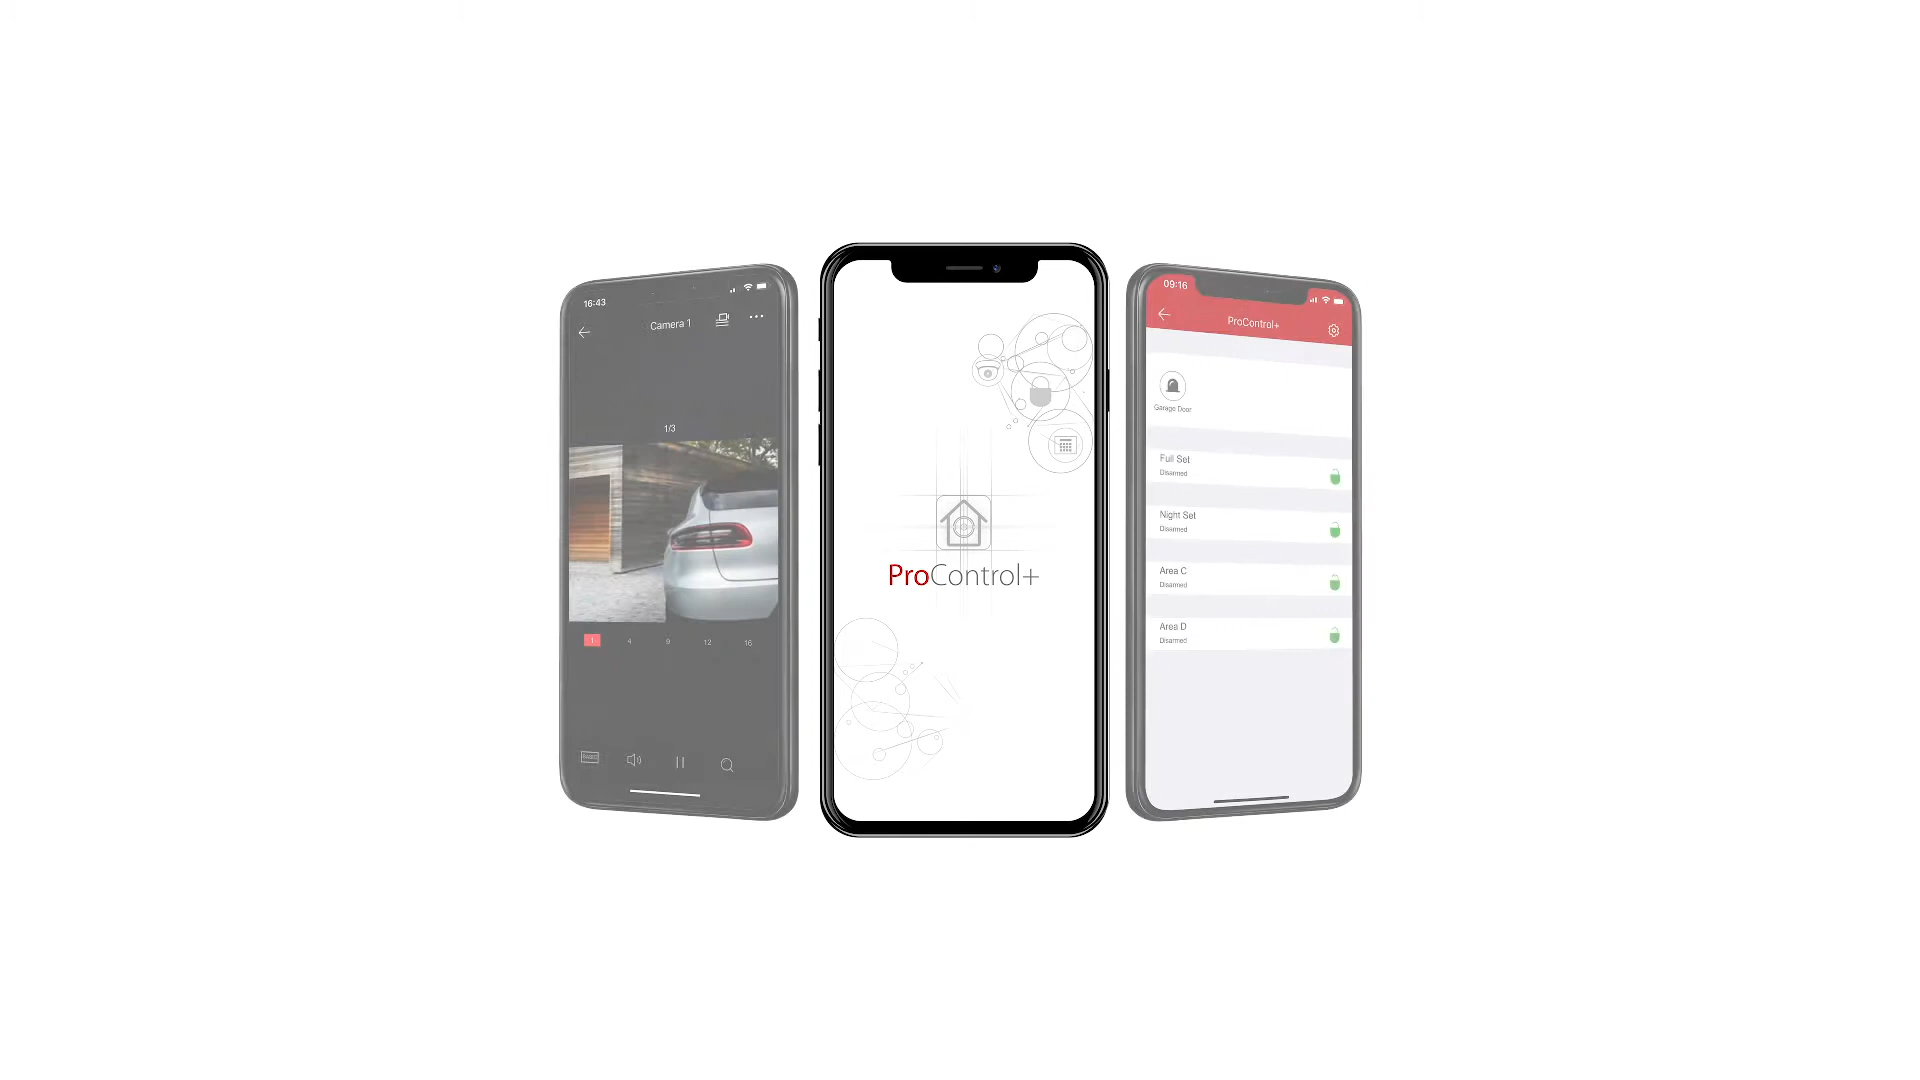 16:43
Camera 1
1/3
1 4 9 12 16
ProControl+
09:16
ProControl+
Garage Door
Full Set
Disarmed
Night Set
Disarmed
Area C
Disarmed
Area D
Disarmed